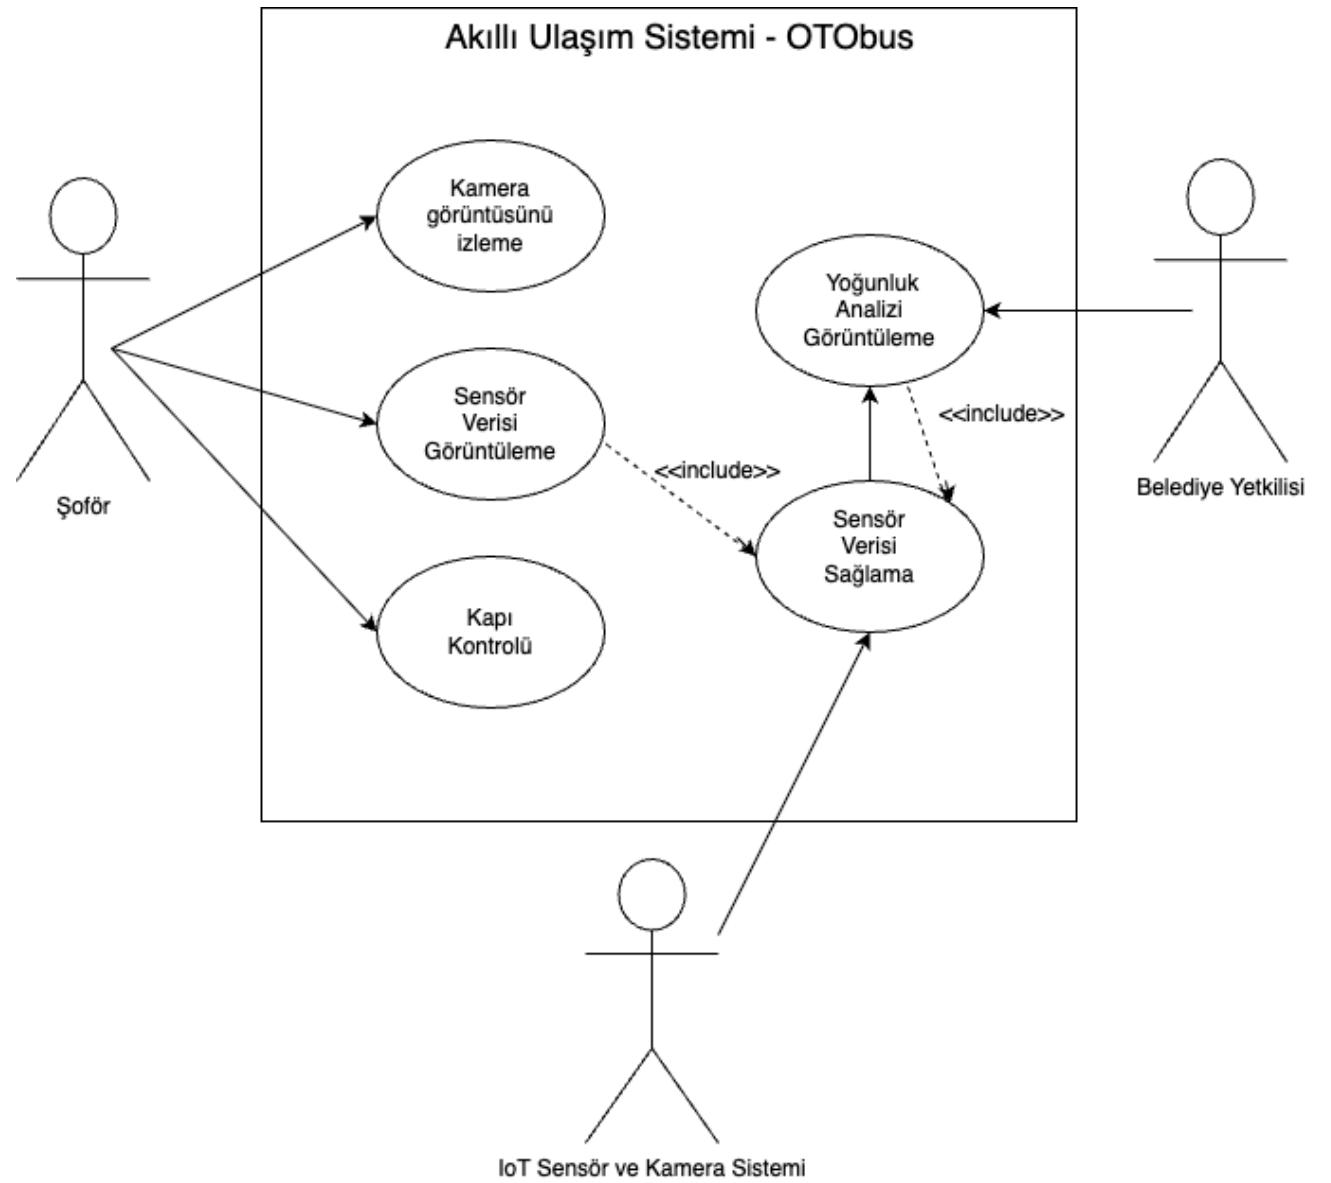 Akıllı Ulaşım Sistemi - OTObus
Kamera
görüntüsünü
izleme
Yoğunluk
Analizi
Görüntüleme
Sensör
Verisi
Görüntüleme
<<include>>
<<include>>
Sensör
Verisi
Sağlama
Kapı
Kontrolü
Şoför
Belediye Yetkilisi
IoT Sensör ve Kamera Sistemi